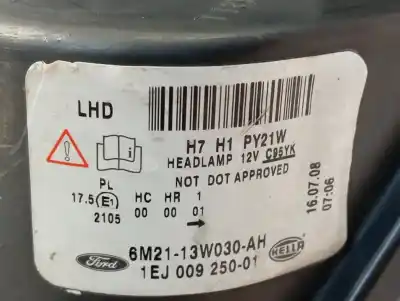 LHD
H7 H1 PY21W
HEADLAMP 12V C95YK
NOT DOT APPROVED
PL
17.5 E1 HC HR 1
2105 00 00 01
16.07.08
07:06
Ford 6M21-13W030-AH HELLA
1EJ 009 250-01